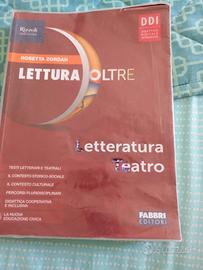 Rizzoli
EDUCATION
DDI
ROSETTA ZORDAN
LETTURA OLTRE
Letteratura
Teatro
TESTI LETTERARI E TEATRALI
IL CONTESTO STORICO-SOCIALE
IL CONTESTO CULTURALE
PERCORSI PLURIDISCIPLINARI
DIDATTICA COOPERATIVA
E INCLUSIVA
LA NUOVA
EDUCAZIONE CIVICA
FABBRI
EDITORI